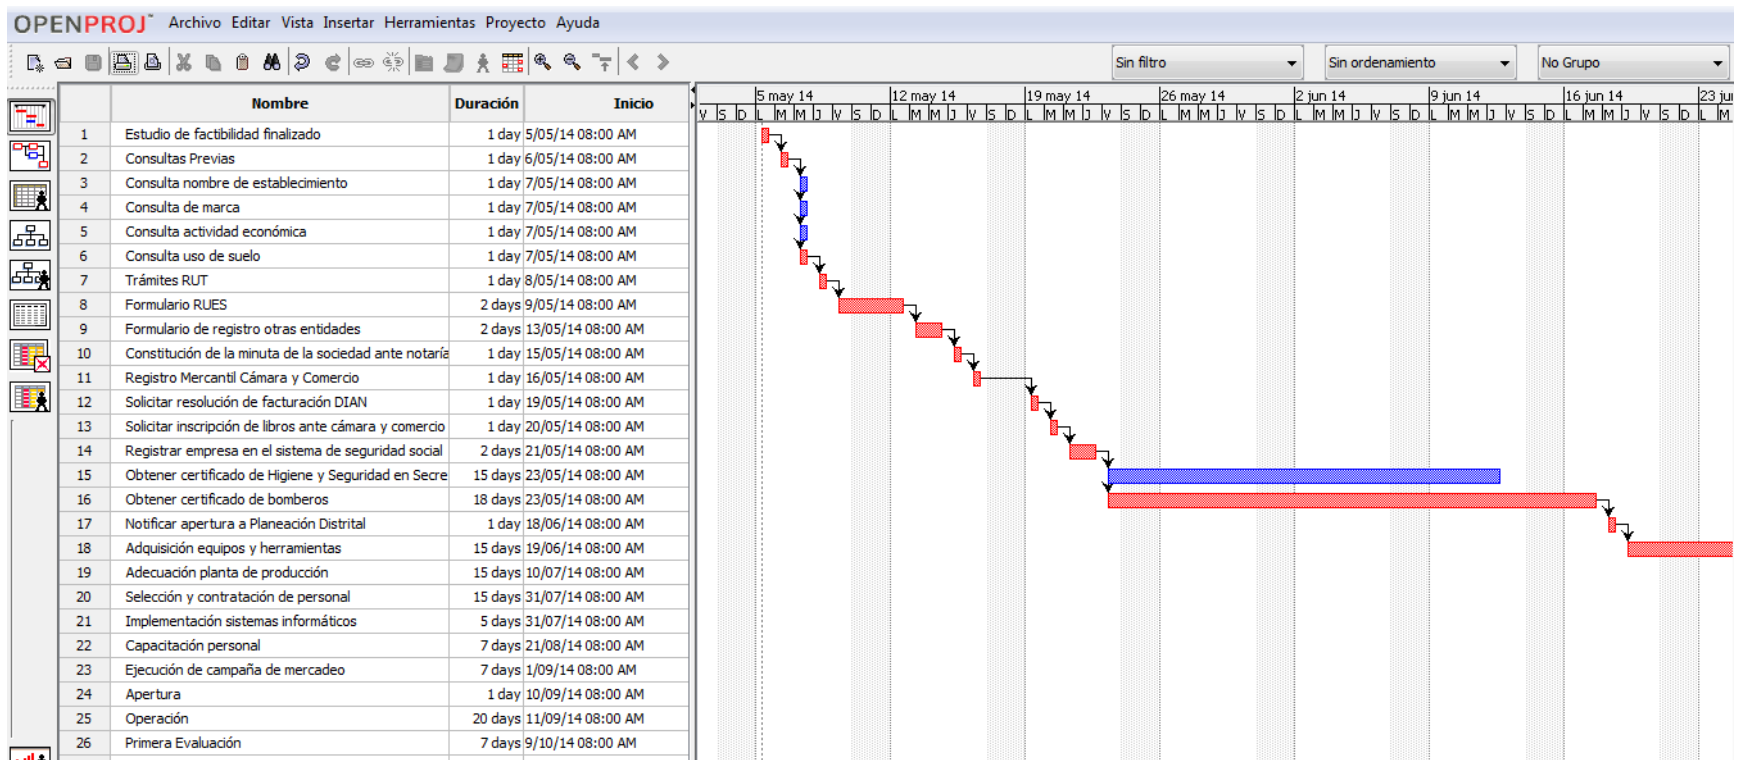 OPENPROJ™ Archivo Editar Vista Insertar Herramientas Proyecto Ayuda
Sin filtro Sin ordenamiento No Grupo
Nombre Duración Inicio
5 may 14 12 may 14 19 may 14 26 may 14 2 jun 14 9 jun 14 16 jun 14 23 ju
V S D L M M J V S D L M M J V S D L M M J V S D L M M J V S D L M M J V S D L M M J V S D L M M J V S D L M
1 Estudio de factibilidad finalizado 1 day 5/05/14 08:00 AM
2 Consultas Previas 1 day 6/05/14 08:00 AM
3 Consulta nombre de establecimiento 1 day 7/05/14 08:00 AM
4 Consulta de marca 1 day 7/05/14 08:00 AM
5 Consulta actividad económica 1 day 7/05/14 08:00 AM
6 Consulta uso de suelo 1 day 7/05/14 08:00 AM
7 Trámites RUT 1 day 8/05/14 08:00 AM
8 Formulario RUES 2 days 9/05/14 08:00 AM
9 Formulario de registro otras entidades 2 days 13/05/14 08:00 AM
10 Constitución de la minuta de la sociedad ante notaría 1 day 15/05/14 08:00 AM
11 Registro Mercantil Cámara y Comercio 1 day 16/05/14 08:00 AM
12 Solicitar resolución de facturación DIAN 1 day 19/05/14 08:00 AM
13 Solicitar inscripción de libros ante cámara y comercio 1 day 20/05/14 08:00 AM
14 Registrar empresa en el sistema de seguridad social 2 days 21/05/14 08:00 AM
15 Obtener certificado de Higiene y Seguridad en Secre 15 days 23/05/14 08:00 AM
16 Obtener certificado de bomberos 18 days 23/05/14 08:00 AM
17 Notificar apertura a Planeación Distrital 1 day 18/06/14 08:00 AM
18 Adquisición equipos y herramientas 15 days 19/06/14 08:00 AM
19 Adecuación planta de producción 15 days 10/07/14 08:00 AM
20 Selección y contratación de personal 15 days 31/07/14 08:00 AM
21 Implementación sistemas informáticos 5 days 31/07/14 08:00 AM
22 Capacitación personal 7 days 21/08/14 08:00 AM
23 Ejecución de campaña de mercadeo 7 days 1/09/14 08:00 AM
24 Apertura 1 day 10/09/14 08:00 AM
25 Operación 20 days 11/09/14 08:00 AM
26 Primera Evaluación 7 days 9/10/14 08:00 AM